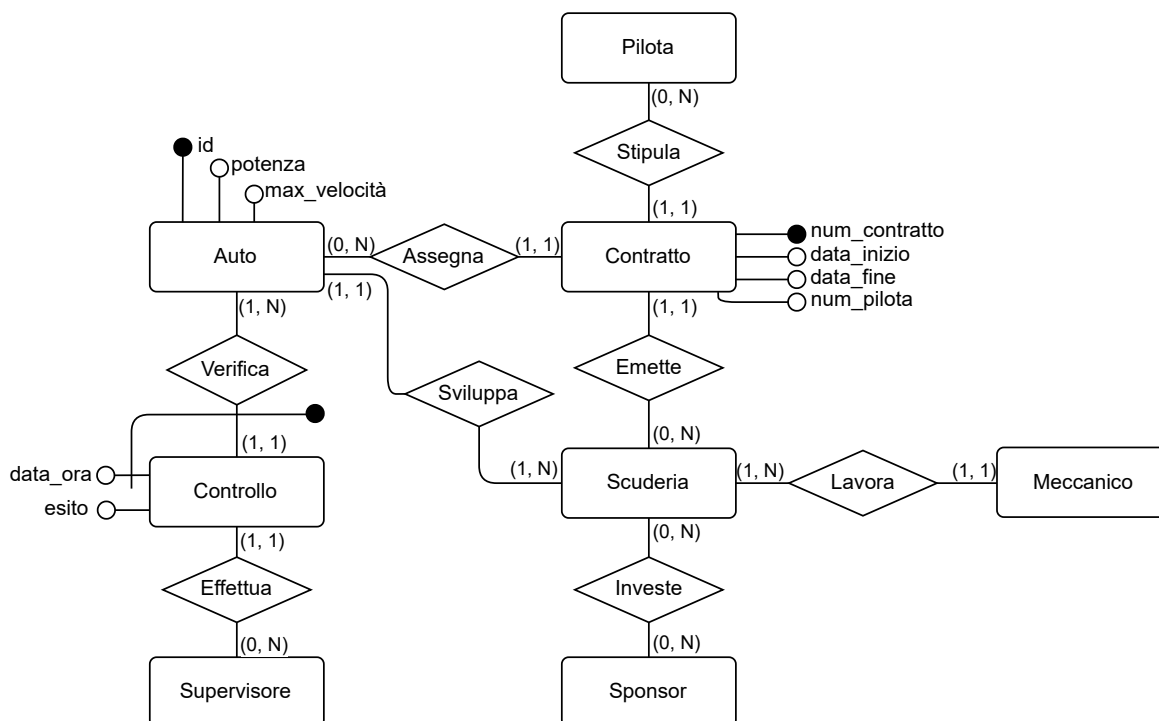 Pilota
(0, N)
id
potenza
Stipula
max_velocità
(1, 1)
num_contratto
Auto
(0, N)
Assegna
(1, 1)
Contratto
data_inizio
data_fine
(1, 1)
num_pilota
(1, N)
(1, 1)
Verifica
Emette
Sviluppa
(1, 1)
(0, N)
data_ora
(1, N)
Scuderia
(1, N)
Lavora
(1, 1)
Meccanico
Controllo
esito
(1, 1)
(0, N)
Effettua
Investe
(0, N)
(0, N)
Supervisore
Sponsor